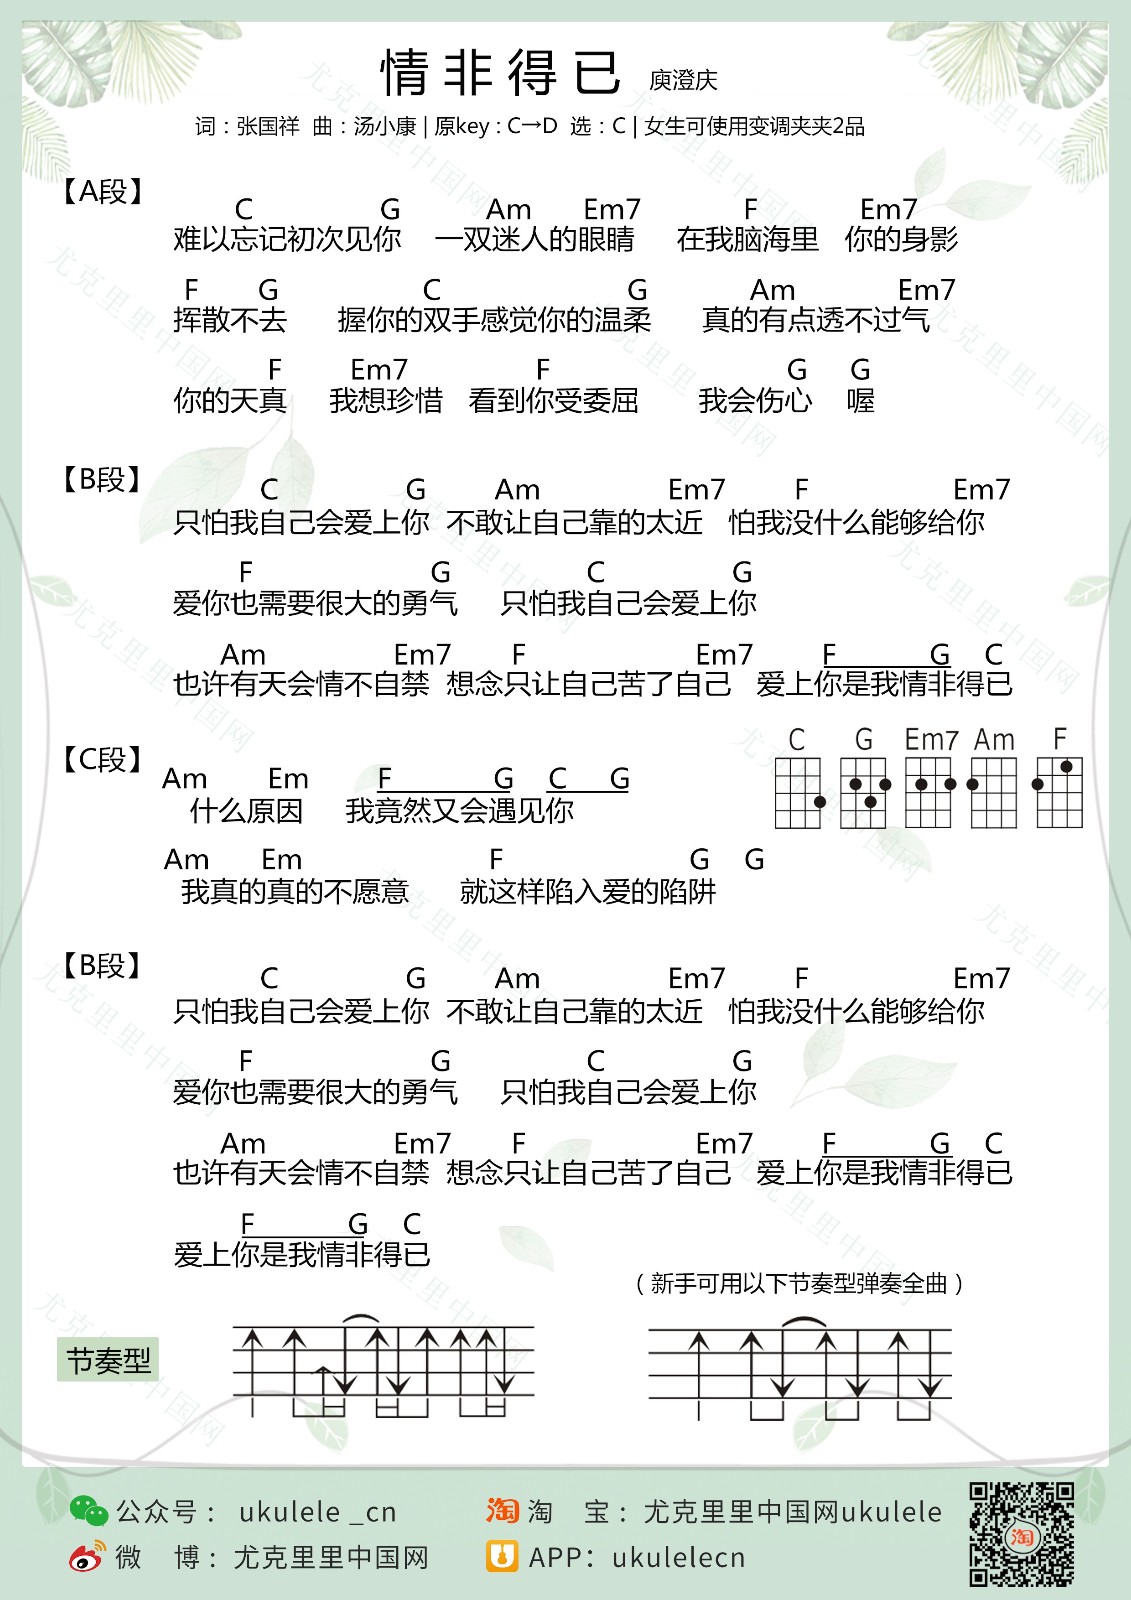 情非得已 庾澄庆
词：张国祥 曲：汤小康 | 原key : C→D 选：C | 女生可使用变调夹夹2品
【A段】
C G Am Em7 F Em7
难以忘记初次见你 一双迷人的眼睛 在我脑海里 你的身影
F G C G Am Em7
挥散不去 握你的双手感觉你的温柔 真的有点透不过气
F Em7 F G G
你的天真 我想珍惜 看到你受委屈 我会伤心 喔
【B段】
C G Am Em7 F Em7
只怕我自己会爱上你 不敢让自己靠的太近 怕我没什么能够给你
F G C G
爱你也需要很大的勇气 只怕我自己会爱上你
Am Em7 F Em7 F G C
也许有天会情不自禁 想念只让自己苦了自己 爱上你是我情非得已
【C段】
Am Em F G C G
什么原因 我竟然又会遇见你
C G Em7 Am F
Am Em F G G
我真的真的不愿意 就这样陷入爱的陷阱
【B段】
C G Am Em7 F Em7
只怕我自己会爱上你 不敢让自己靠的太近 怕我没什么能够给你
F G C G
爱你也需要很大的勇气 只怕我自己会爱上你
Am Em7 F Em7 F G C
也许有天会情不自禁 想念只让自己苦了自己 爱上你是我情非得已
F G C
爱上你是我情非得已
（新手可用以下节奏型弹奏全曲）
节奏型
公众号： ukulele _cn
淘 淘 宝：尤克里里中国网ukulele
微 博：尤克里里中国网
APP：ukulelecn
淘
尤克里里中国网